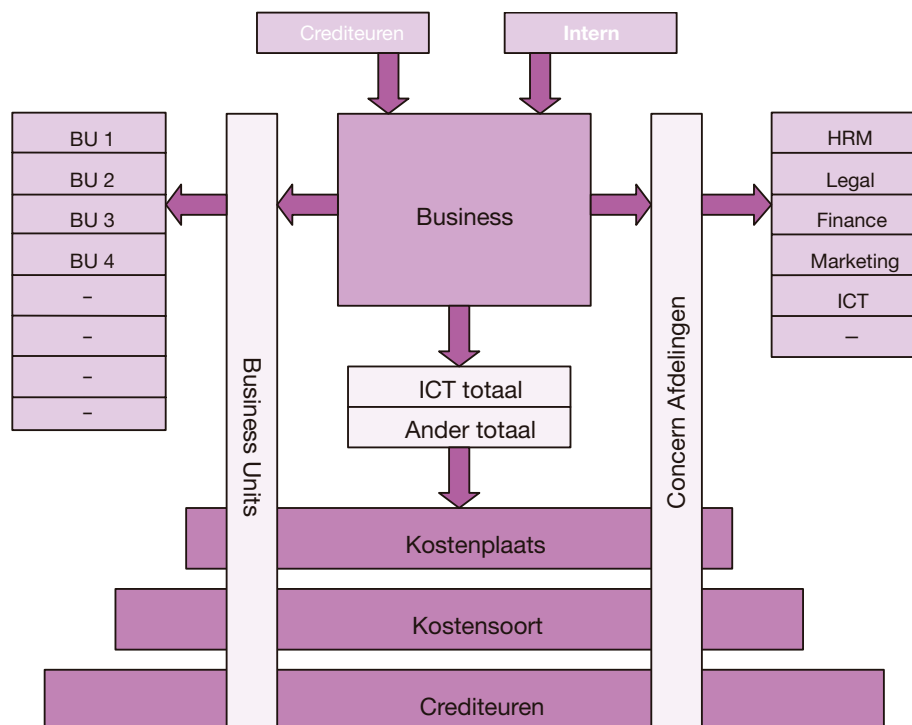 Crediteuren
Intern
BU 1
BU 2
BU 3
BU 4
–
–
–
–
Business Units
Business
ICT totaal
Ander totaal
Concern Afdelingen
HRM
Legal
Finance
Marketing
ICT
–
Kostenplaats
Kostensoort
Crediteuren